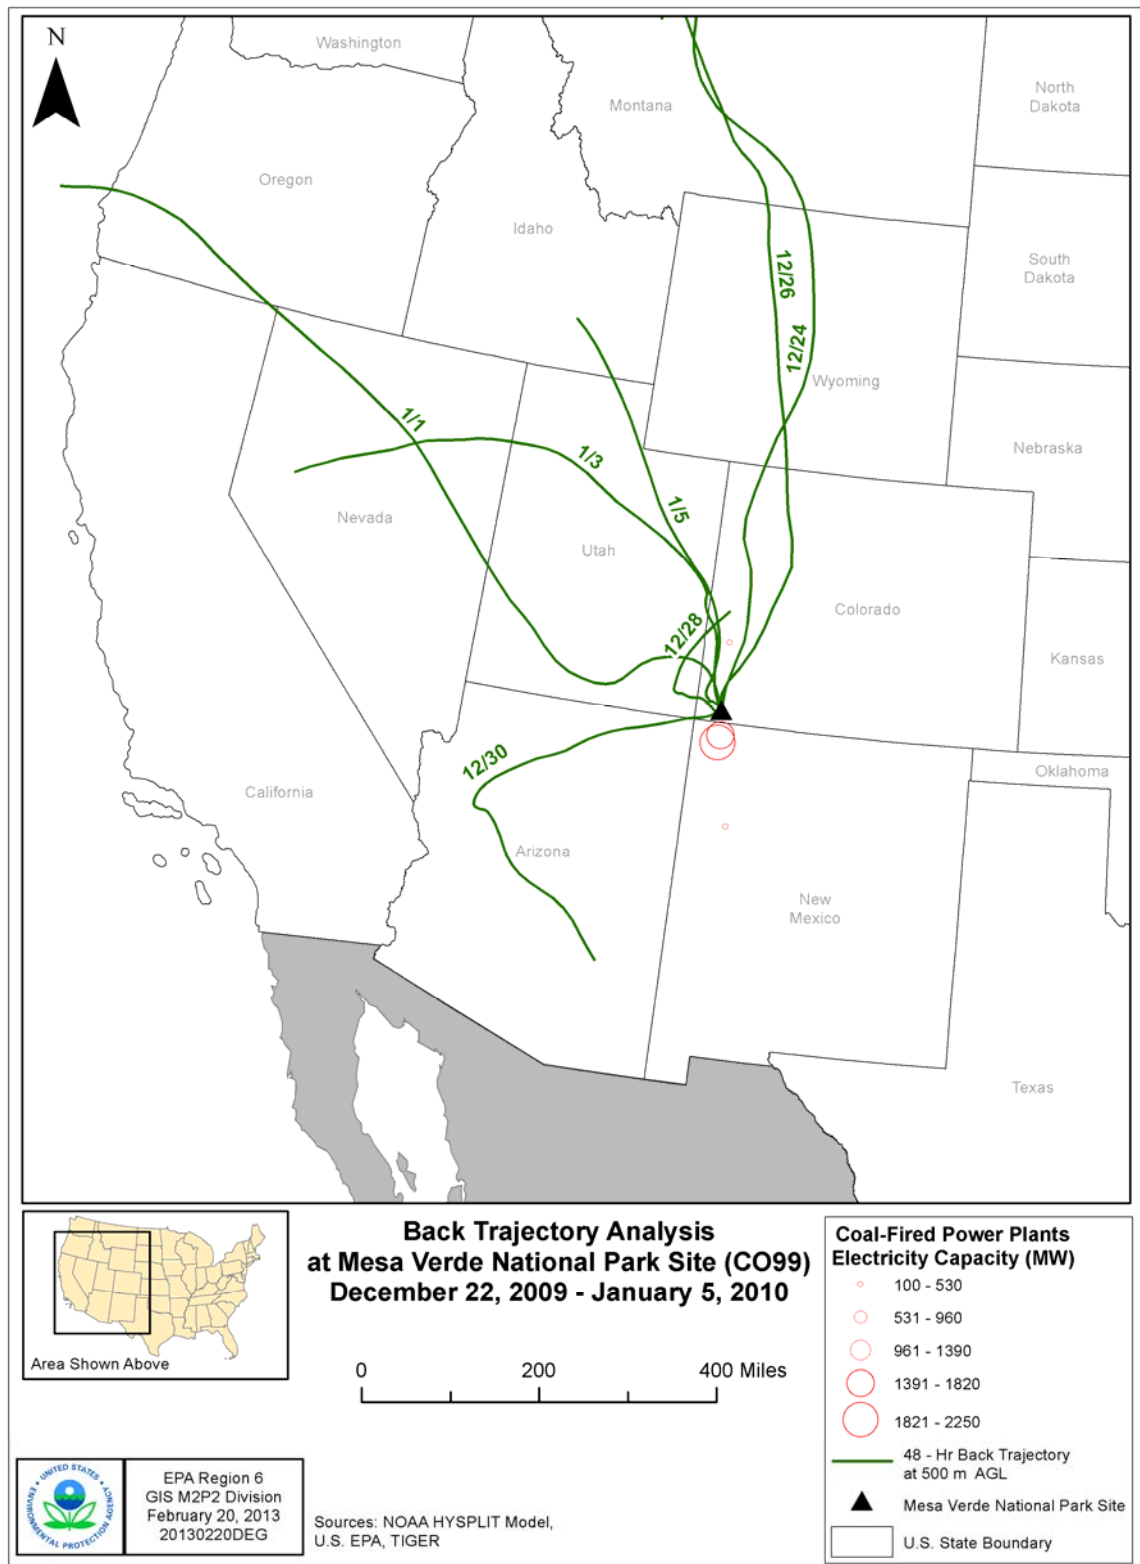 N
Washington
Montana
North
Dakota
Oregon
Idaho
South
Dakota
12/26
12/24
Wyoming
1/1
1/3
Nebraska
1/5
Nevada
Utah
Colorado
12/28
Kansas
12/30
Oklahoma
California
Arizona
New
Mexico
Texas
Area Shown Above
Back Trajectory Analysis
at Mesa Verde National Park Site (CO99)
December 22, 2009 - January 5, 2010
0 200 400 Miles
Coal-Fired Power Plants
Electricity Capacity (MW)
100 - 530
531 - 960
961 - 1390
1391 - 1820
1821 - 2250
48 - Hr Back Trajectory
at 500 m AGL
Mesa Verde National Park Site
U.S. State Boundary
UNITED STATES
ENVIRONMENTAL PROTECTION AGENCY
EPA Region 6
GIS M2P2 Division
February 20, 2013
20130220DEG
Sources: NOAA HYSPLIT Model,
U.S. EPA, TIGER